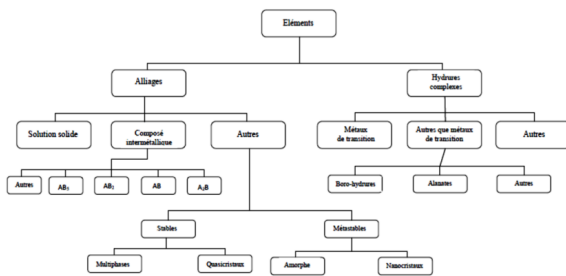 Eléments
Alliages
Hydrures
complexes
Solution solide
Composé
intermétallique
Autres
Métaux
de transition
Autres que métaux
de transition
Autres
Autres
AB₅
AB₂
AB
A₂B
Boro-hydrures
Alanates
Autres
Stables
Métastables
Multiphases
Quasicristaux
Amorphe
Nanocristaux